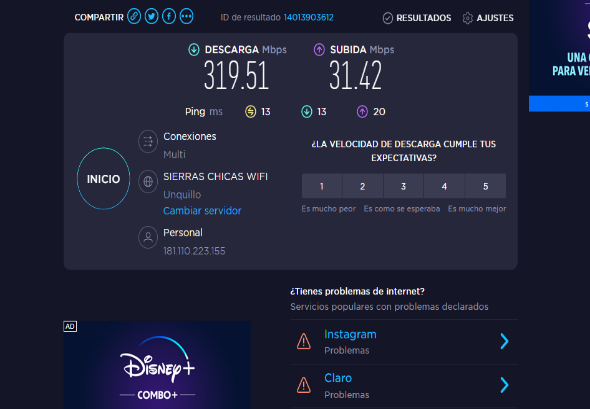 COMPARTIR
ID de resultado 14013903612
RESULTADOS
AJUSTES
DESCARGA Mbps
319.51
SUBIDA Mbps
31.42
Ping ms 13 13 20
Conexiones
Multi
INICIO
SIERRAS CHICAS WIFI
Unquillo
Cambiar servidor
Personal
181.110.223.155
¿LA VELOCIDAD DE DESCARGA CUMPLE TUS
EXPECTATIVAS?
1 2 3 4 5
Es mucho peor Es como se esperaba Es mucho mejor
UNA
PARA VE
¿Tienes problemas de internet?
Servicios populares con problemas declarados
Instagram
Problemas
Claro
Problemas
AD
Disney+
COMBO+